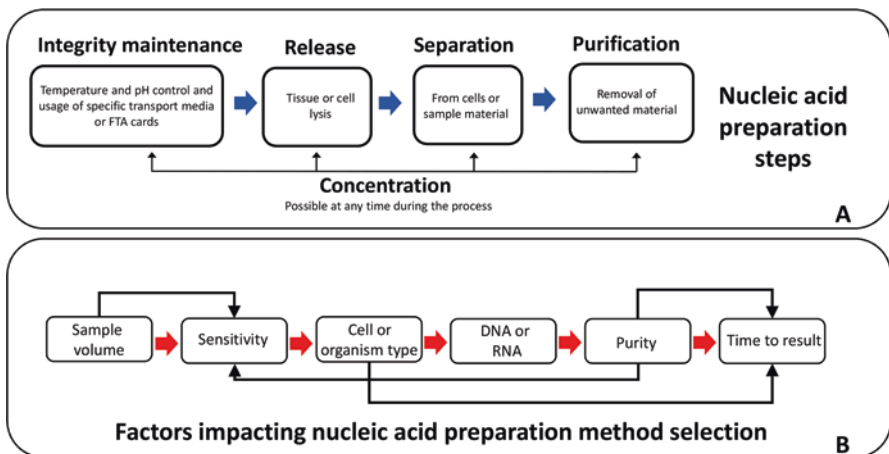 Integrity maintenance
Release
Separation
Purification
Temperature and pH control and
usage of specific transport media
or FTA cards
Tissue or cell
lysis
From cells or
sample material
Removal of
unwanted material
Nucleic acid
preparation
steps
Concentration
Possible at any time during the process
A
Sample
volume
Sensitivity
Cell or
organism type
DNA or
RNA
Purity
Time to result
Factors impacting nucleic acid preparation method selection
B